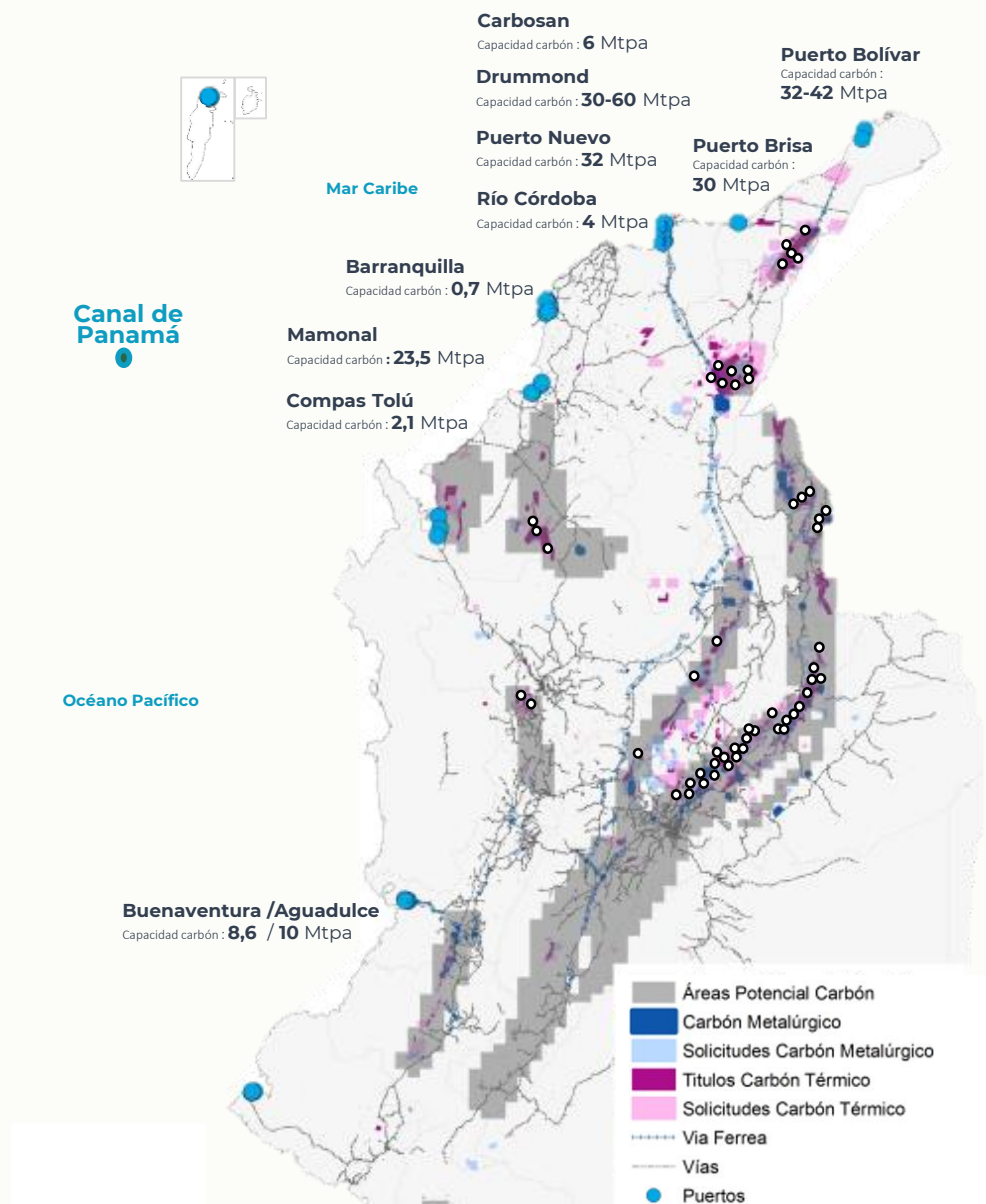 Carbosan
Capacidad carbón : 6 Mtpa
Drummond
Capacidad carbón : 30-60 Mtpa
Puerto Nuevo
Capacidad carbón : 32 Mtpa
Río Córdoba
Capacidad carbón : 4 Mtpa
Puerto Bolívar
Capacidad carbón :
32-42 Mtpa
Puerto Brisa
Capacidad carbón :
30 Mtpa
Mar Caribe
Barranquilla
Capacidad carbón : 0,7 Mtpa
Canal de
Panamá
Mamonal
Capacidad carbón : 23,5 Mtpa
Compas Tolú
Capacidad carbón : 2,1 Mtpa
Océano Pacífico
Buenaventura /Aguadulce
Capacidad carbón : 8,6 / 10 Mtpa
Áreas Potencial Carbón
Carbón Metalúrgico
Solicitudes Carbón Metalúrgico
Titulos Carbón Térmico
Solicitudes Carbón Térmico
Via Ferrea
Vías
Puertos